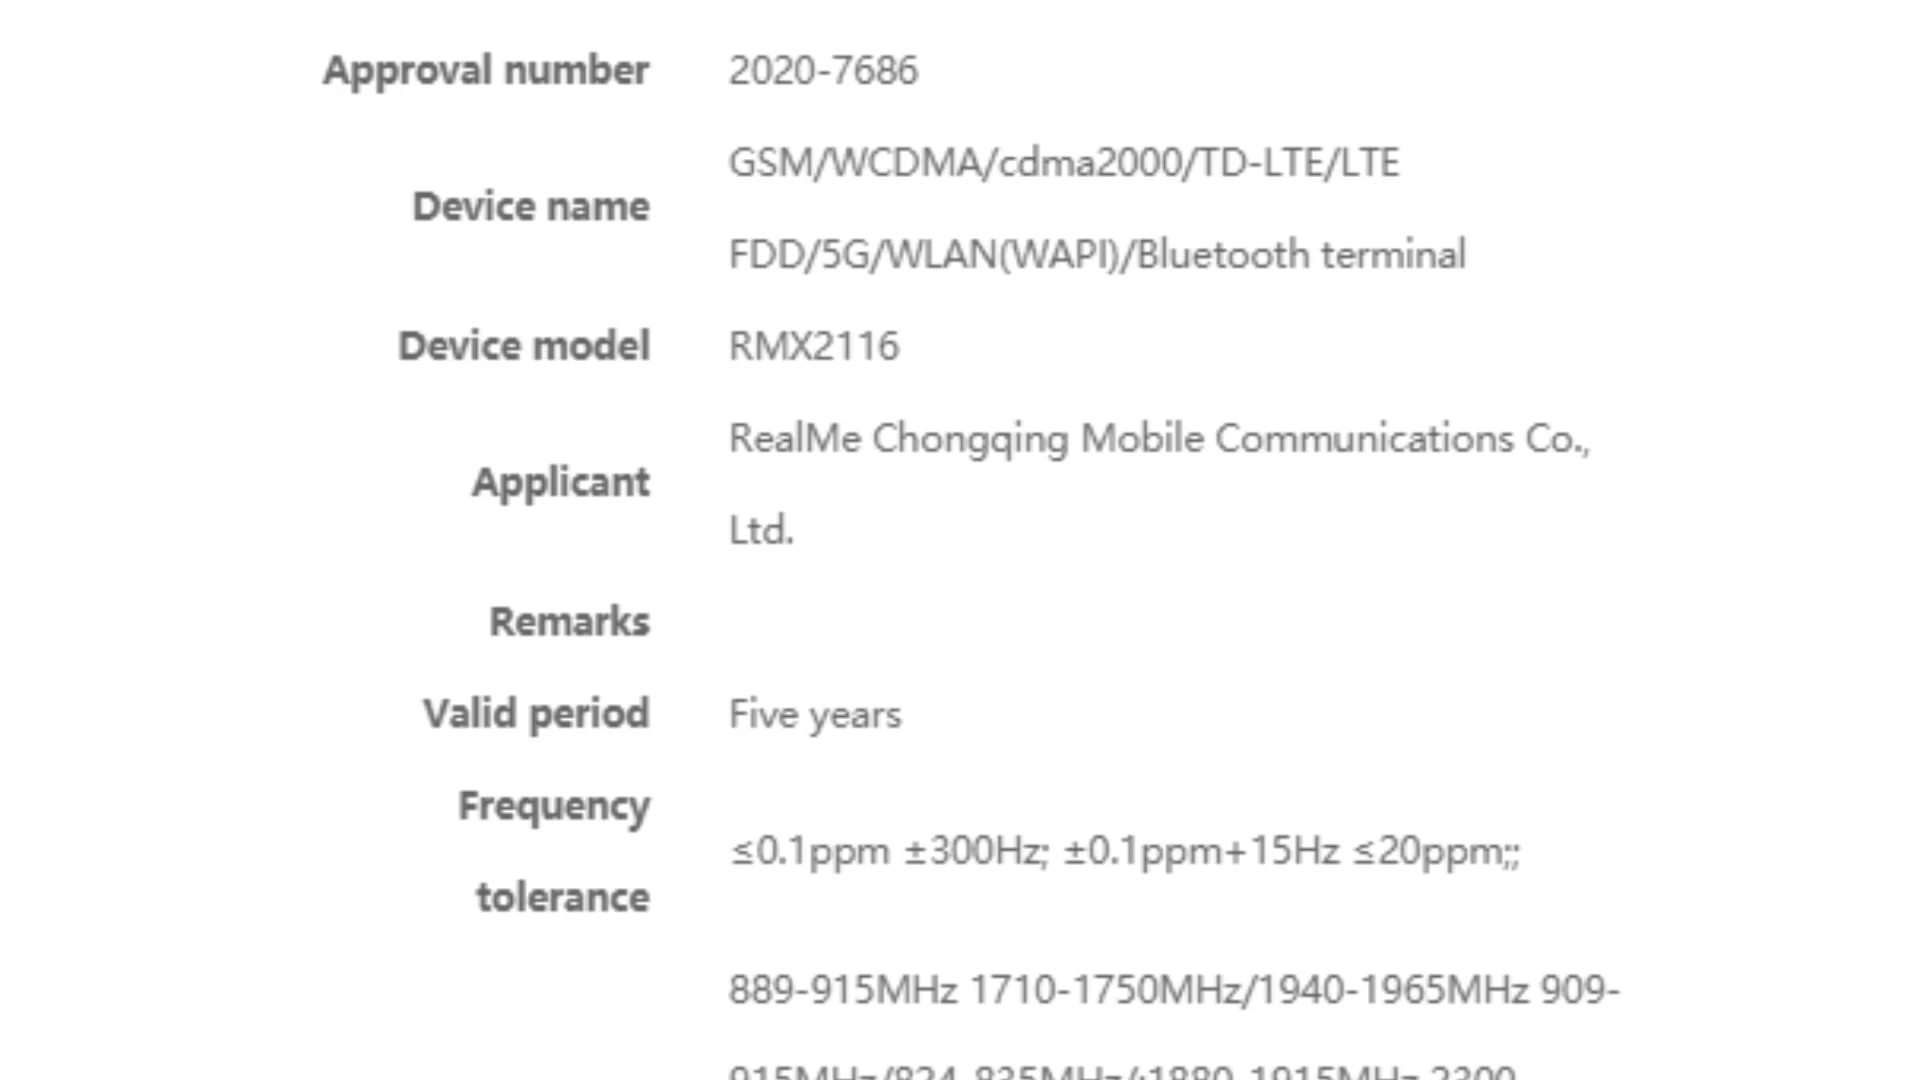 Approval number 2020-7686
GSM/WCDMA/cdma2000/TD-LTE/LTE
Device name
FDD/5G/WLAN(WAPI)/Bluetooth terminal
Device model RMX2116
RealMe Chongqing Mobile Communications Co.,
Applicant
Ltd.
Remarks
Valid period Five years
Frequency
≤0.1ppm ±300Hz; ±0.1ppm+15Hz ≤20ppm;;
tolerance
889-915MHz 1710-1750MHz/1940-1965MHz 909-